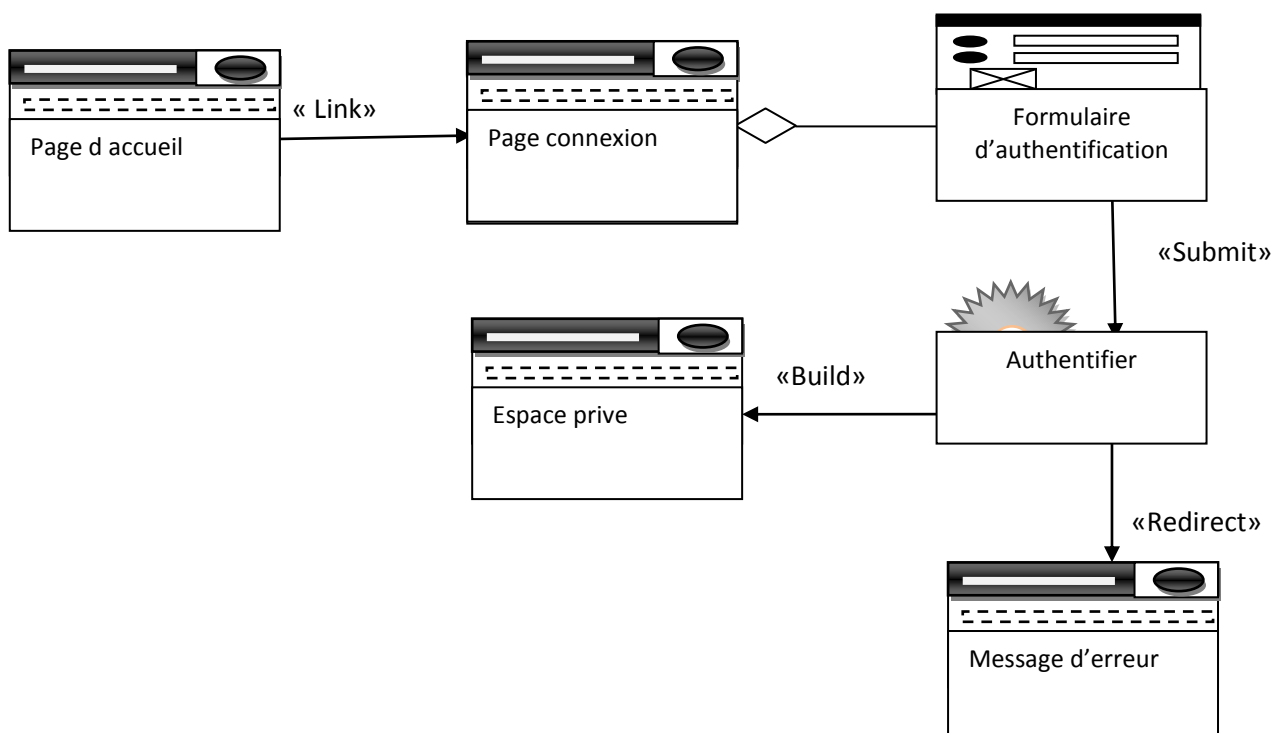 Page d accueil
« Link»
Page connexion
Formulaire
d’authentification
«Submit»
Authentifier
«Build»
Espace prive
«Redirect»
Message d’erreur